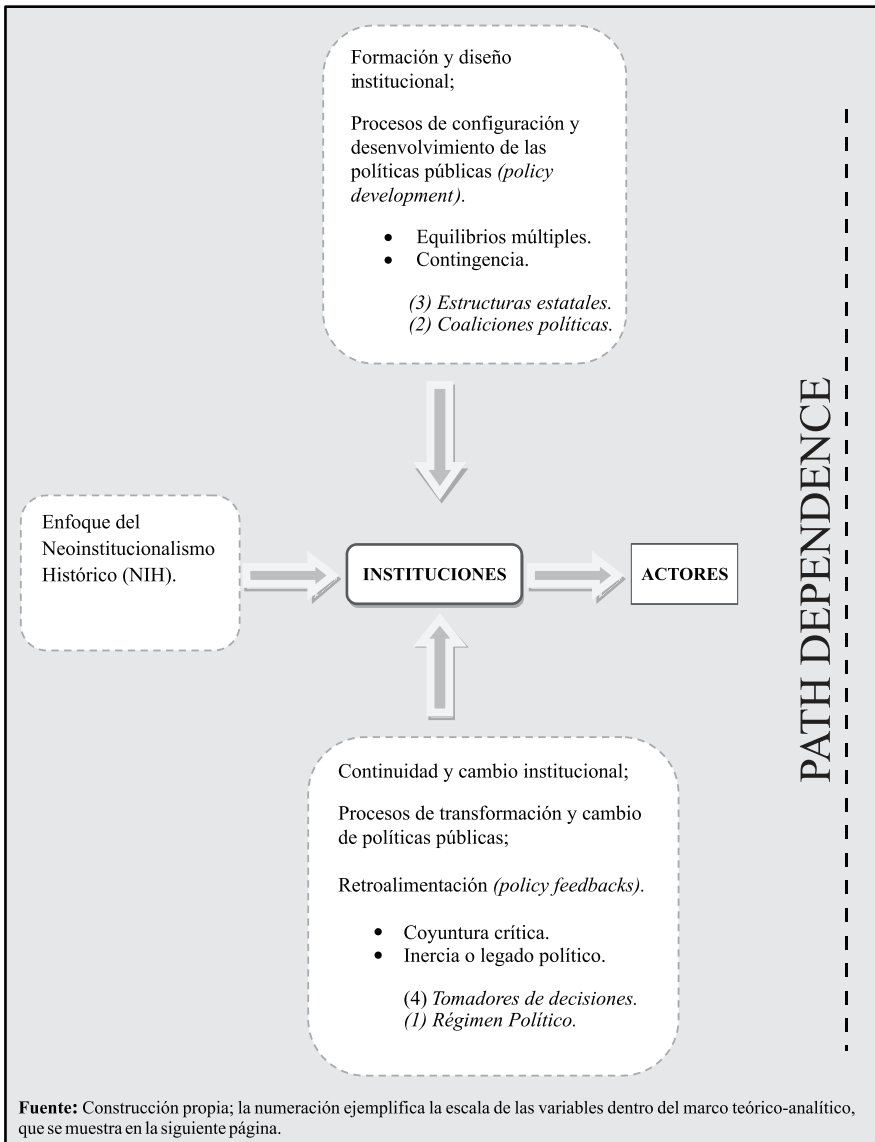 Formación y diseño
institucional;
Procesos de configuración y
desenvolvimiento de las
políticas públicas (policy
development).
• Equilibrios múltiples.
• Contingencia.
(3) Estructuras estatales.
(2) Coaliciones políticas.
Enfoque del
Neoinstitucionalismo
Histórico (NIH).
INSTITUCIONES
ACTORES
PATH DEPENDENCE
Continuidad y cambio institucional;
Procesos de transformación y cambio
de políticas públicas;
Retroalimentación (policy feedbacks).
• Coyuntura crítica.
• Inercia o legado político.
(4) Tomadores de decisiones.
(1) Régimen Político.
Fuente: Construcción propia; la numeración ejemplifica la escala de las variables dentro del marco teórico-analítico,
que se muestra en la siguiente página.